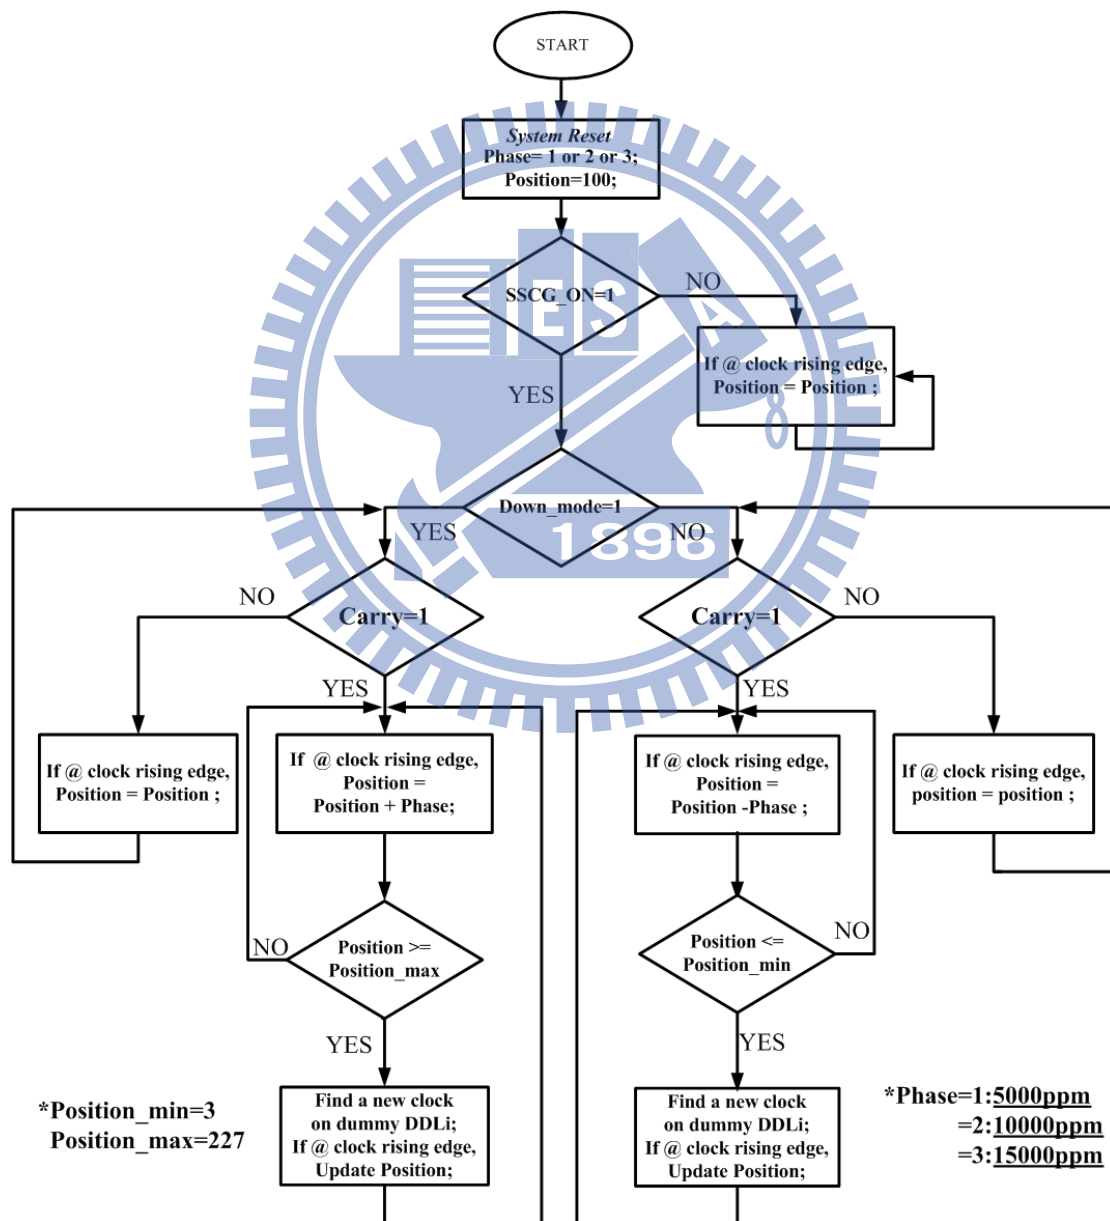 START
System Reset
Phase= 1 or 2 or 3;
Position=100;
SSCG_ON=1
NO
ES
A
If @ clock rising edge,
Position = Position ;
YES
Down_mode=1
YES
NO
1896
Carry=1
NO
YES
Carry=1
NO
YES
If @ clock rising edge,
Position = Position ;
If @ clock rising edge,
Position =
Position + Phase;
If @ clock rising edge,
Position =
Position -Phase ;
If @ clock rising edge,
position = position ;
Position >=
Position_max
NO
YES
Position <=
Position_min
NO
YES
*Position_min=3
Position_max=227
Find a new clock
on dummy DDLi;
If @ clock rising edge,
Update Position;
Find a new clock
on dummy DDLi;
If @ clock rising edge,
Update Position;
*Phase=1:5000ppm
=2:10000ppm
=3:15000ppm